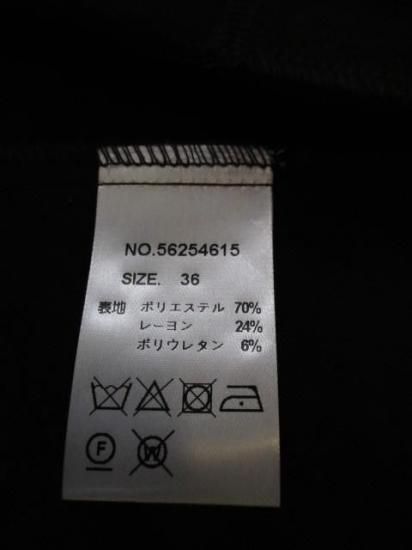 NO.56254615
SIZE. 36
表地 ポリエステル 70%
レーヨン 24%
ポリウレタン 6%
F W